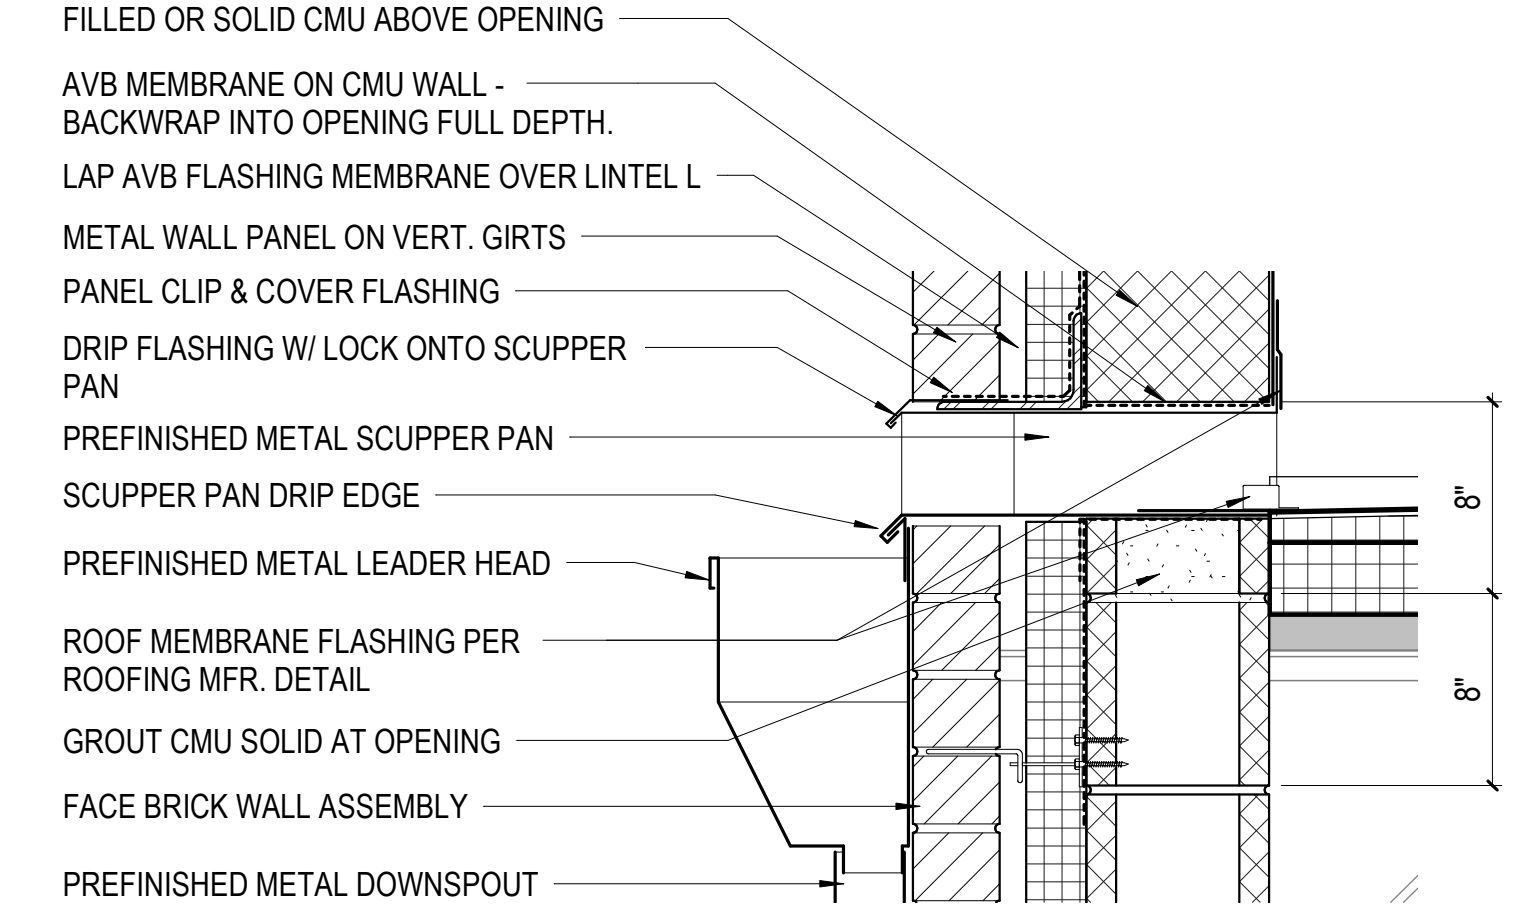 FILLED OR SOLID CMU ABOVE OPENING
AVB MEMBRANE ON CMU WALL -
BACKWRAP INTO OPENING FULL DEPTH.
LAP AVB FLASHING MEMBRANE OVER LINTEL L
METAL WALL PANEL ON VERT. GIRTS
PANEL CLIP & COVER FLASHING
DRIP FLASHING W/ LOCK ONTO SCUPPER
PAN
PREFINISHED METAL SCUPPER PAN
SCUPPER PAN DRIP EDGE
PREFINISHED METAL LEADER HEAD
ROOF MEMBRANE FLASHING PER
ROOFING MFR. DETAIL
GROUT CMU SOLID AT OPENING
FACE BRICK WALL ASSEMBLY
PREFINISHED METAL DOWNSPOUT
8"
8"